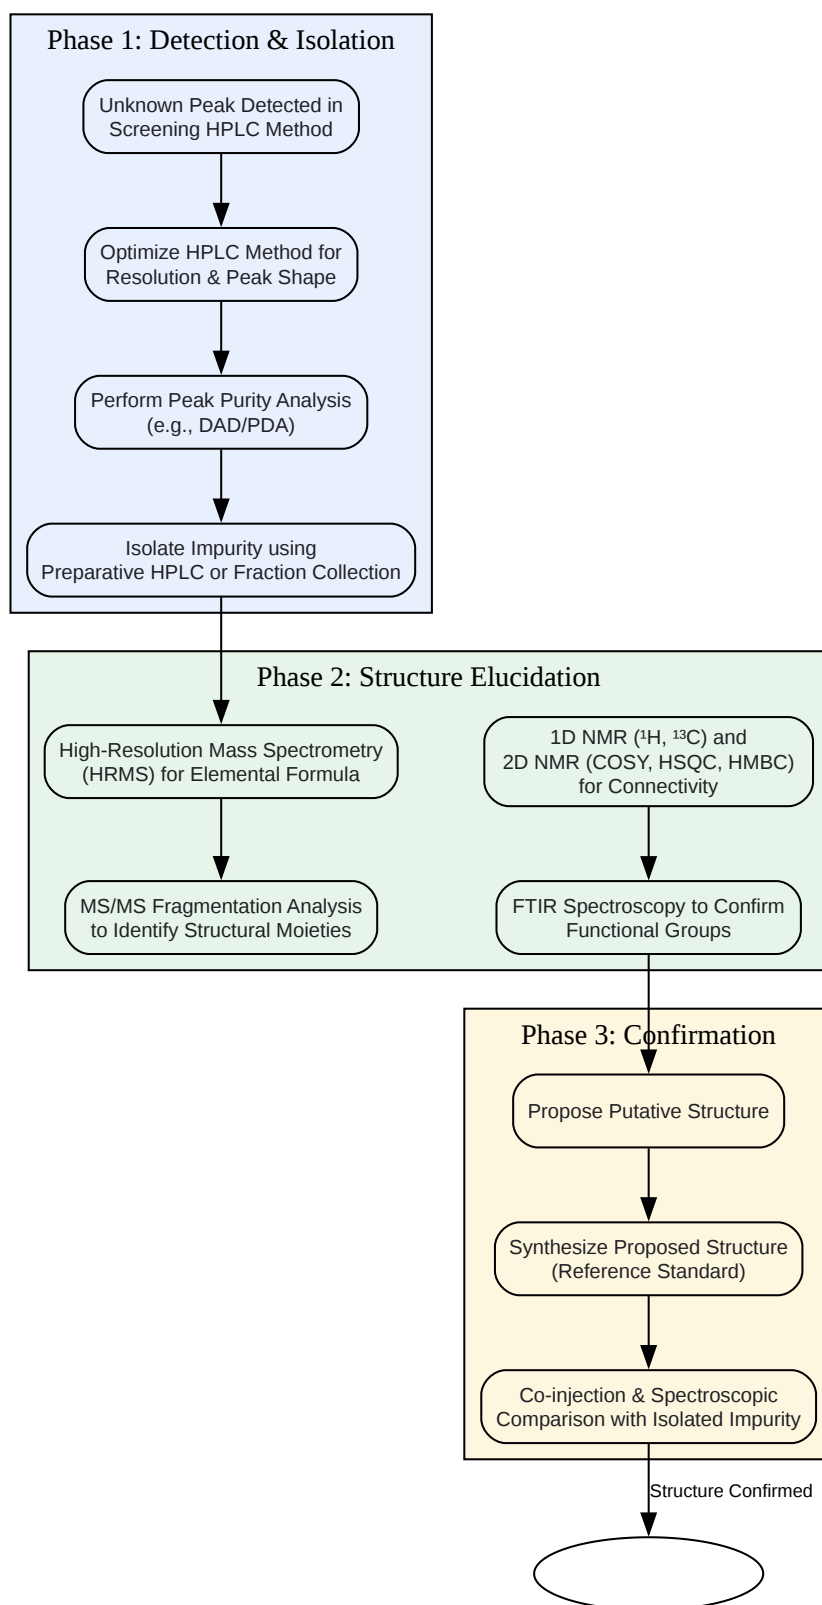 Phase 1: Detection & Isolation
Unknown Peak Detected in
Screening HPLC Method
Optimize HPLC Method for
Resolution & Peak Shape
Perform Peak Purity Analysis
(e.g., DAD/PDA)
Isolate Impurity using
Preparative HPLC or Fraction Collection
Phase 2: Structure Elucidation
High-Resolution Mass Spectrometry
(HRMS) for Elemental Formula
MS/MS Fragmentation Analysis
to Identify Structural Moieties
1D NMR (¹H, ¹³C) and
2D NMR (COSY, HSQC, HMBC)
for Connectivity
FTIR Spectroscopy to Confirm
Functional Groups
Phase 3: Confirmation
Propose Putative Structure
Synthesize Proposed Structure
(Reference Standard)
Co-injection & Spectroscopic
Comparison with Isolated Impurity
Structure Confirmed